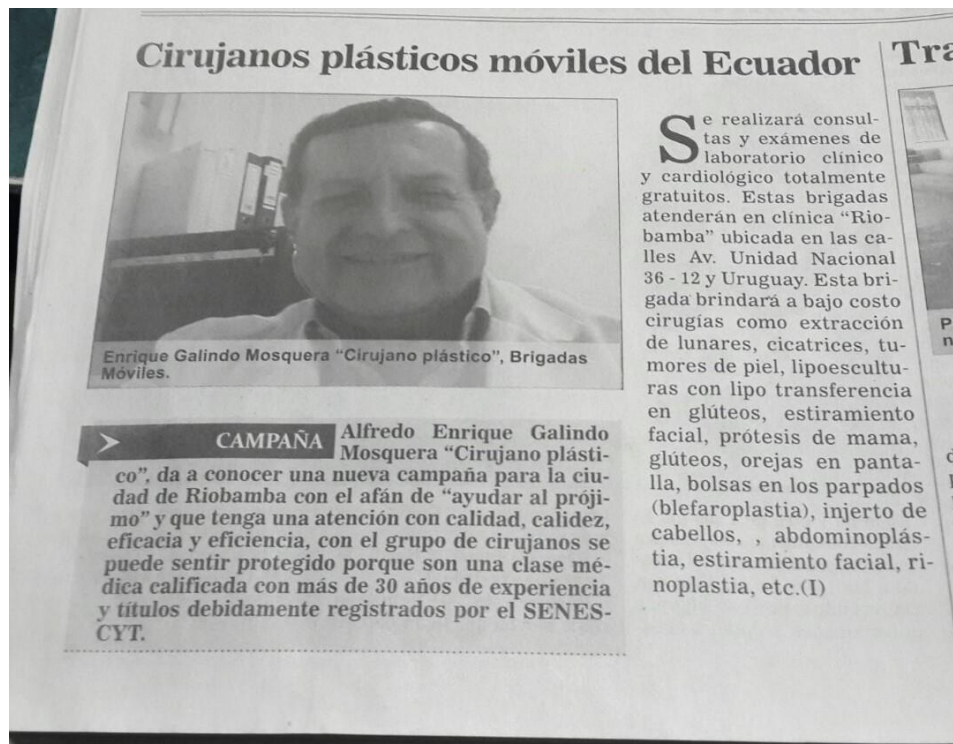 Cirujanos plásticos móviles del Ecuador
Enrique Galindo Mosquera “Cirujano plástico”, Brigadas
Móviles.
CAMPAÑA Alfredo Enrique Galindo
Mosquera “Cirujano plásti-
co”, da a conocer una nueva campaña para la ciu-
dad de Riobamba con el afán de “ayudar al próji-
mo” y que tenga una atención con calidad, calidez,
eficacia y eficiencia, con el grupo de cirujanos se
puede sentir protegido porque son una clase mé-
dica calificada con más de 30 años de experiencia
y títulos debidamente registrados por el SENES-
CYT.
Se realizará consul-
tas y exámenes de
laboratorio clínico
y cardiológico totalmente
gratuitos. Estas brigadas
atenderán en clínica “Rio-
bamba” ubicada en las ca-
lles Av. Unidad Nacional
36 - 12 y Uruguay. Esta bri-
gada brindará a bajo costo
cirugías como extracción
de lunares, cicatrices, tu-
mores de piel, lipoescultu-
ras con lipo transferencia
en glúteos, estiramiento
facial, prótesis de mama,
glúteos, orejas en panta-
lla, bolsas en los parpados
(blefaroplastia), injerto de
cabellos, , abdominoplás-
tia, estiramiento facial, ri-
noplastia, etc.(I)
Tra